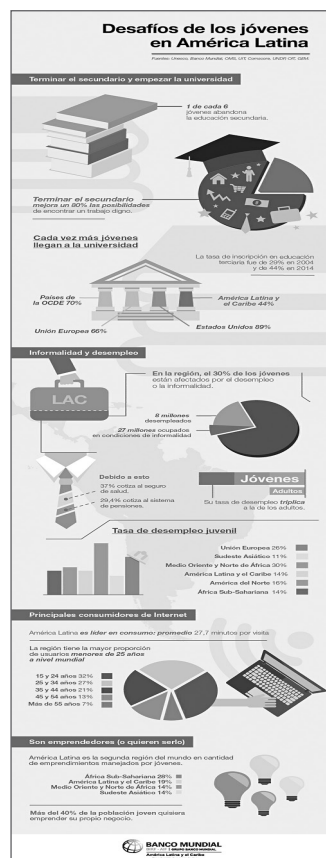 Desafíos de los jóvenes
en América Latina
Fuentes: Unesco, Banco Mundial, OMS, UIT, Comscore,
Terminar el secundario y empezar la universidad
1 de cada 6
jóvenes abandona
la educación secundaria.
Terminar el secundario
mejora un 80% las posibilidades
de encontrar un trabajo digno.
Cada vez más jóvenes
llegan a la universidad
La tasa de inscripción en educación
terciaria fue de 29% en 2004
y de 44% en 2014
Países de
la OCDE 70%
América Latina y
el Caribe 44%
Unión Europea 66%
Estados Unidos 89%
Informalidad y desempleo
LAC
En la región, el 30% de los jóvenes
están afectados por el desempleo
o la informalidad.
8 millones
desempleados
27 millones ocupados
en condiciones de informalidad
Debido a esto
37% cotiza al seguro
de salud.
29,4% cotiza al sistema
de pensiones.
Jóvenes
Adultos
Su tasa de desempleo triplica
a la de los adultos.
Tasa de desempleo juvenil
Unión Europea 26%
Sudeste Asiático 11%
Medio Oriente y Norte de África 30%
América Latina y el Caribe 14%
América del Norte 16%
África Sub-Sahariana 14%
Principales consumidores de Internet
América Latina es líder en consumo: promedio 27,7 minutos por visita
La región tiene la mayor proporción
de usuarios menores de 25 años
a nivel mundial
15 y 24 años 32%
25 y 34 años 27%
35 y 44 años 21%
45 y 54 años 13%
Más de 55 años 7%
Son emprendedores (o quieren serlo)
América Latina es la segunda región del mundo en cantidad
de emprendimientos manejados por jóvenes.
África Sub-Sahariana 28%
América Latina y el Caribe 19%
Medio Oriente y Norte de África 14%
Sudeste Asiático 14%
Más del 40% de la población joven quisiera
emprender su propio negocio.
BANCO MUNDIAL
GRUPO BANCO MUNDIAL
América Latina y el Caribe